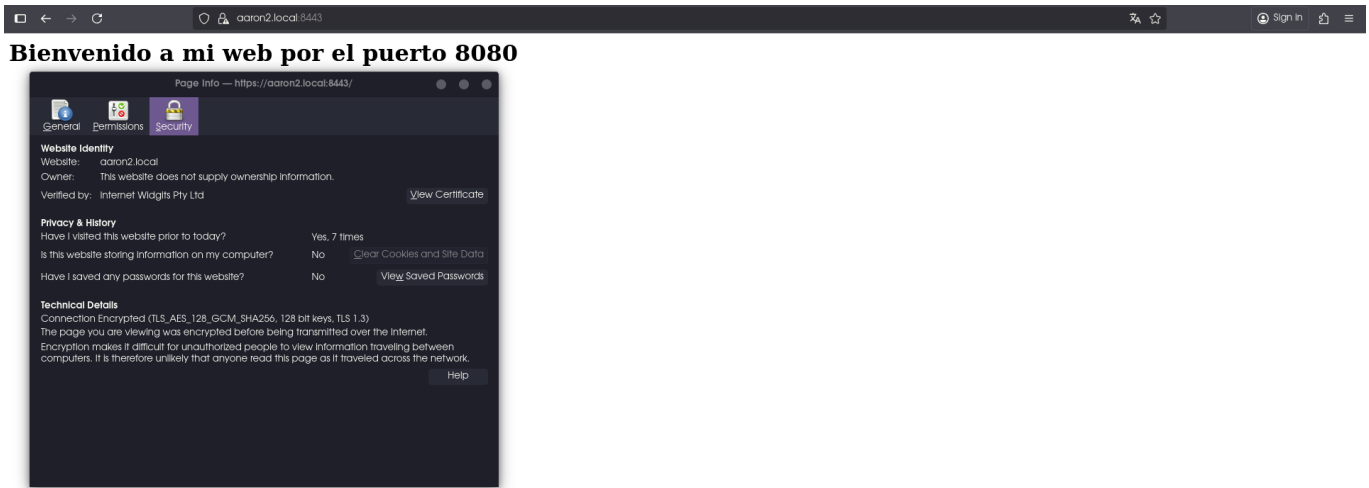 aaron2.local:8443
Sign In
Bienvenido a mi web por el puerto 8080
Page Info — https://aaron2.local:8443/
General Permissions Security
Website Identity
Website: aaron2.local
Owner: This website does not supply ownership information.
Verified by: Internet Widgits Pty Ltd View Certificate
Privacy & History
Have I visited this website prior to today? Yes, 7 times
Is this website storing information on my computer? No Clear Cookies and Site Data
Have I saved any passwords for this website? No View Saved Passwords
Technical Details
Connection Encrypted (TLS_AES_128_GCM_SHA256, 128 bit keys, TLS 1.3)
The page you are viewing was encrypted before being transmitted over the Internet.
Encryption makes it difficult for unauthorized people to view information traveling between
computers. It is therefore unlikely that anyone read this page as it traveled across the network.
Help